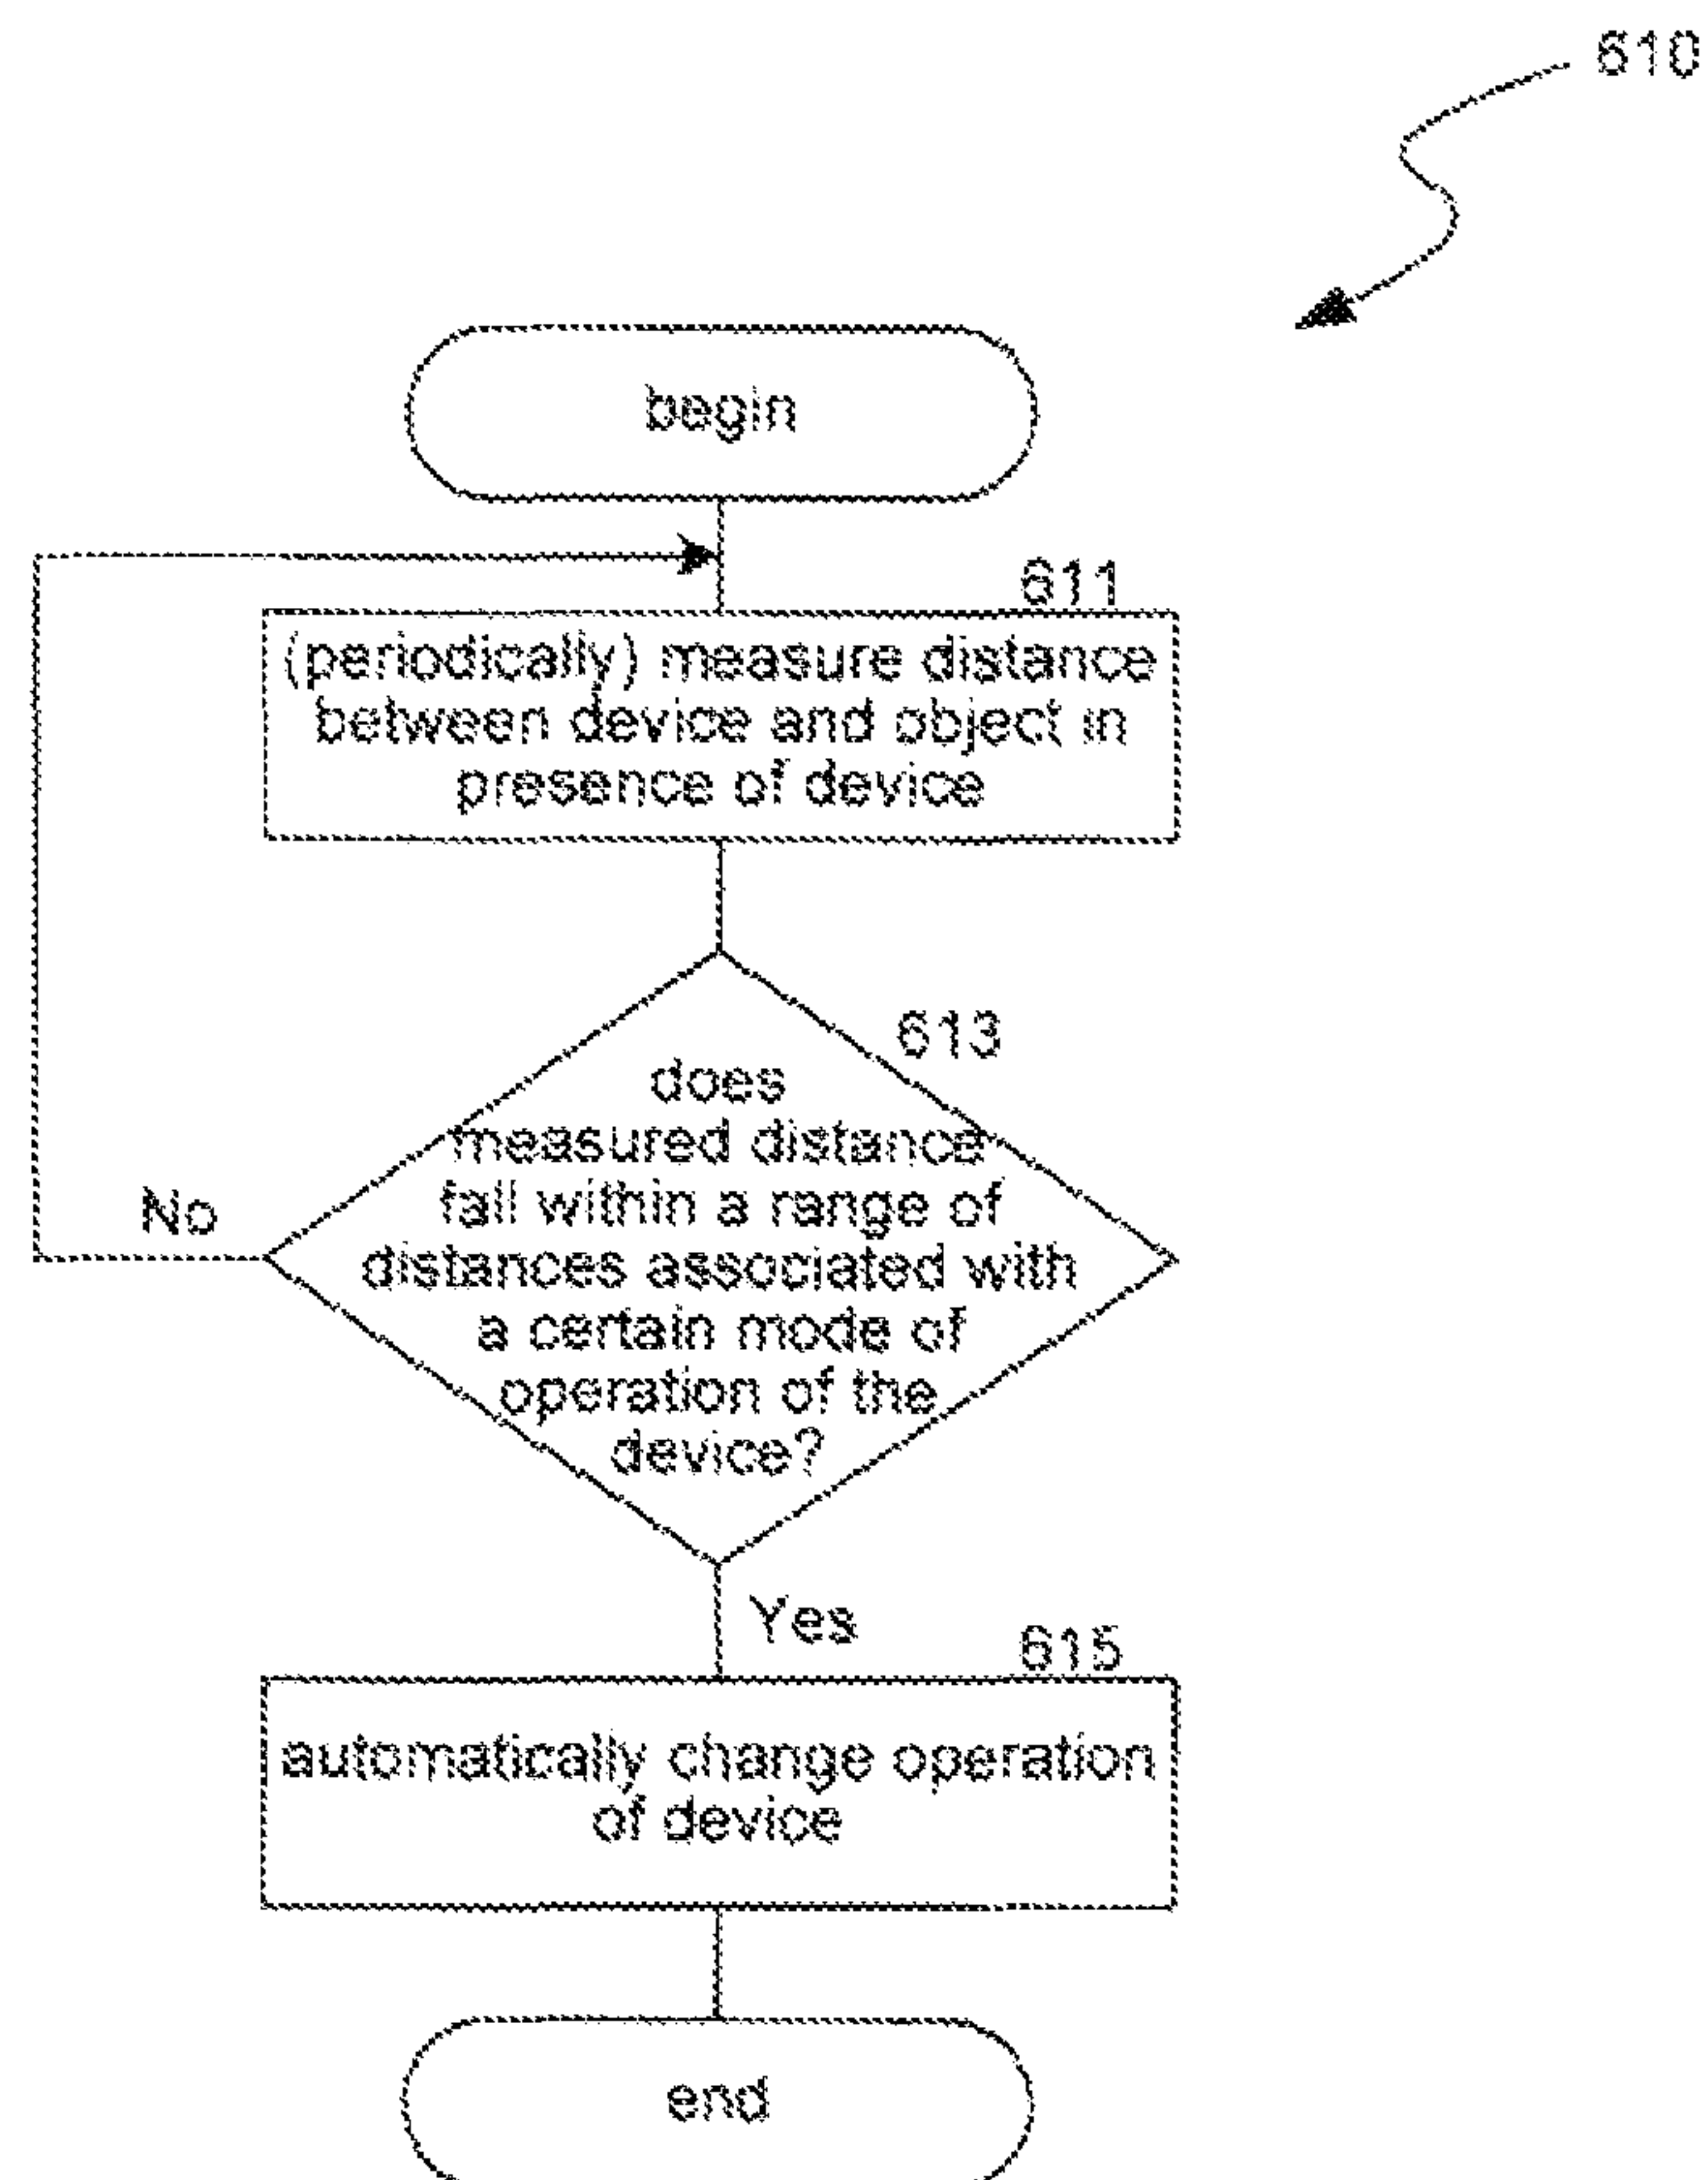 610
begin
611
(periodically) measure distance
between device and object in
presence of device
613
does
measured distance
fall within a range of
distances associated with
a certain mode of
operation of the
device?
No
Yes
615
automatically change operation
of device
end